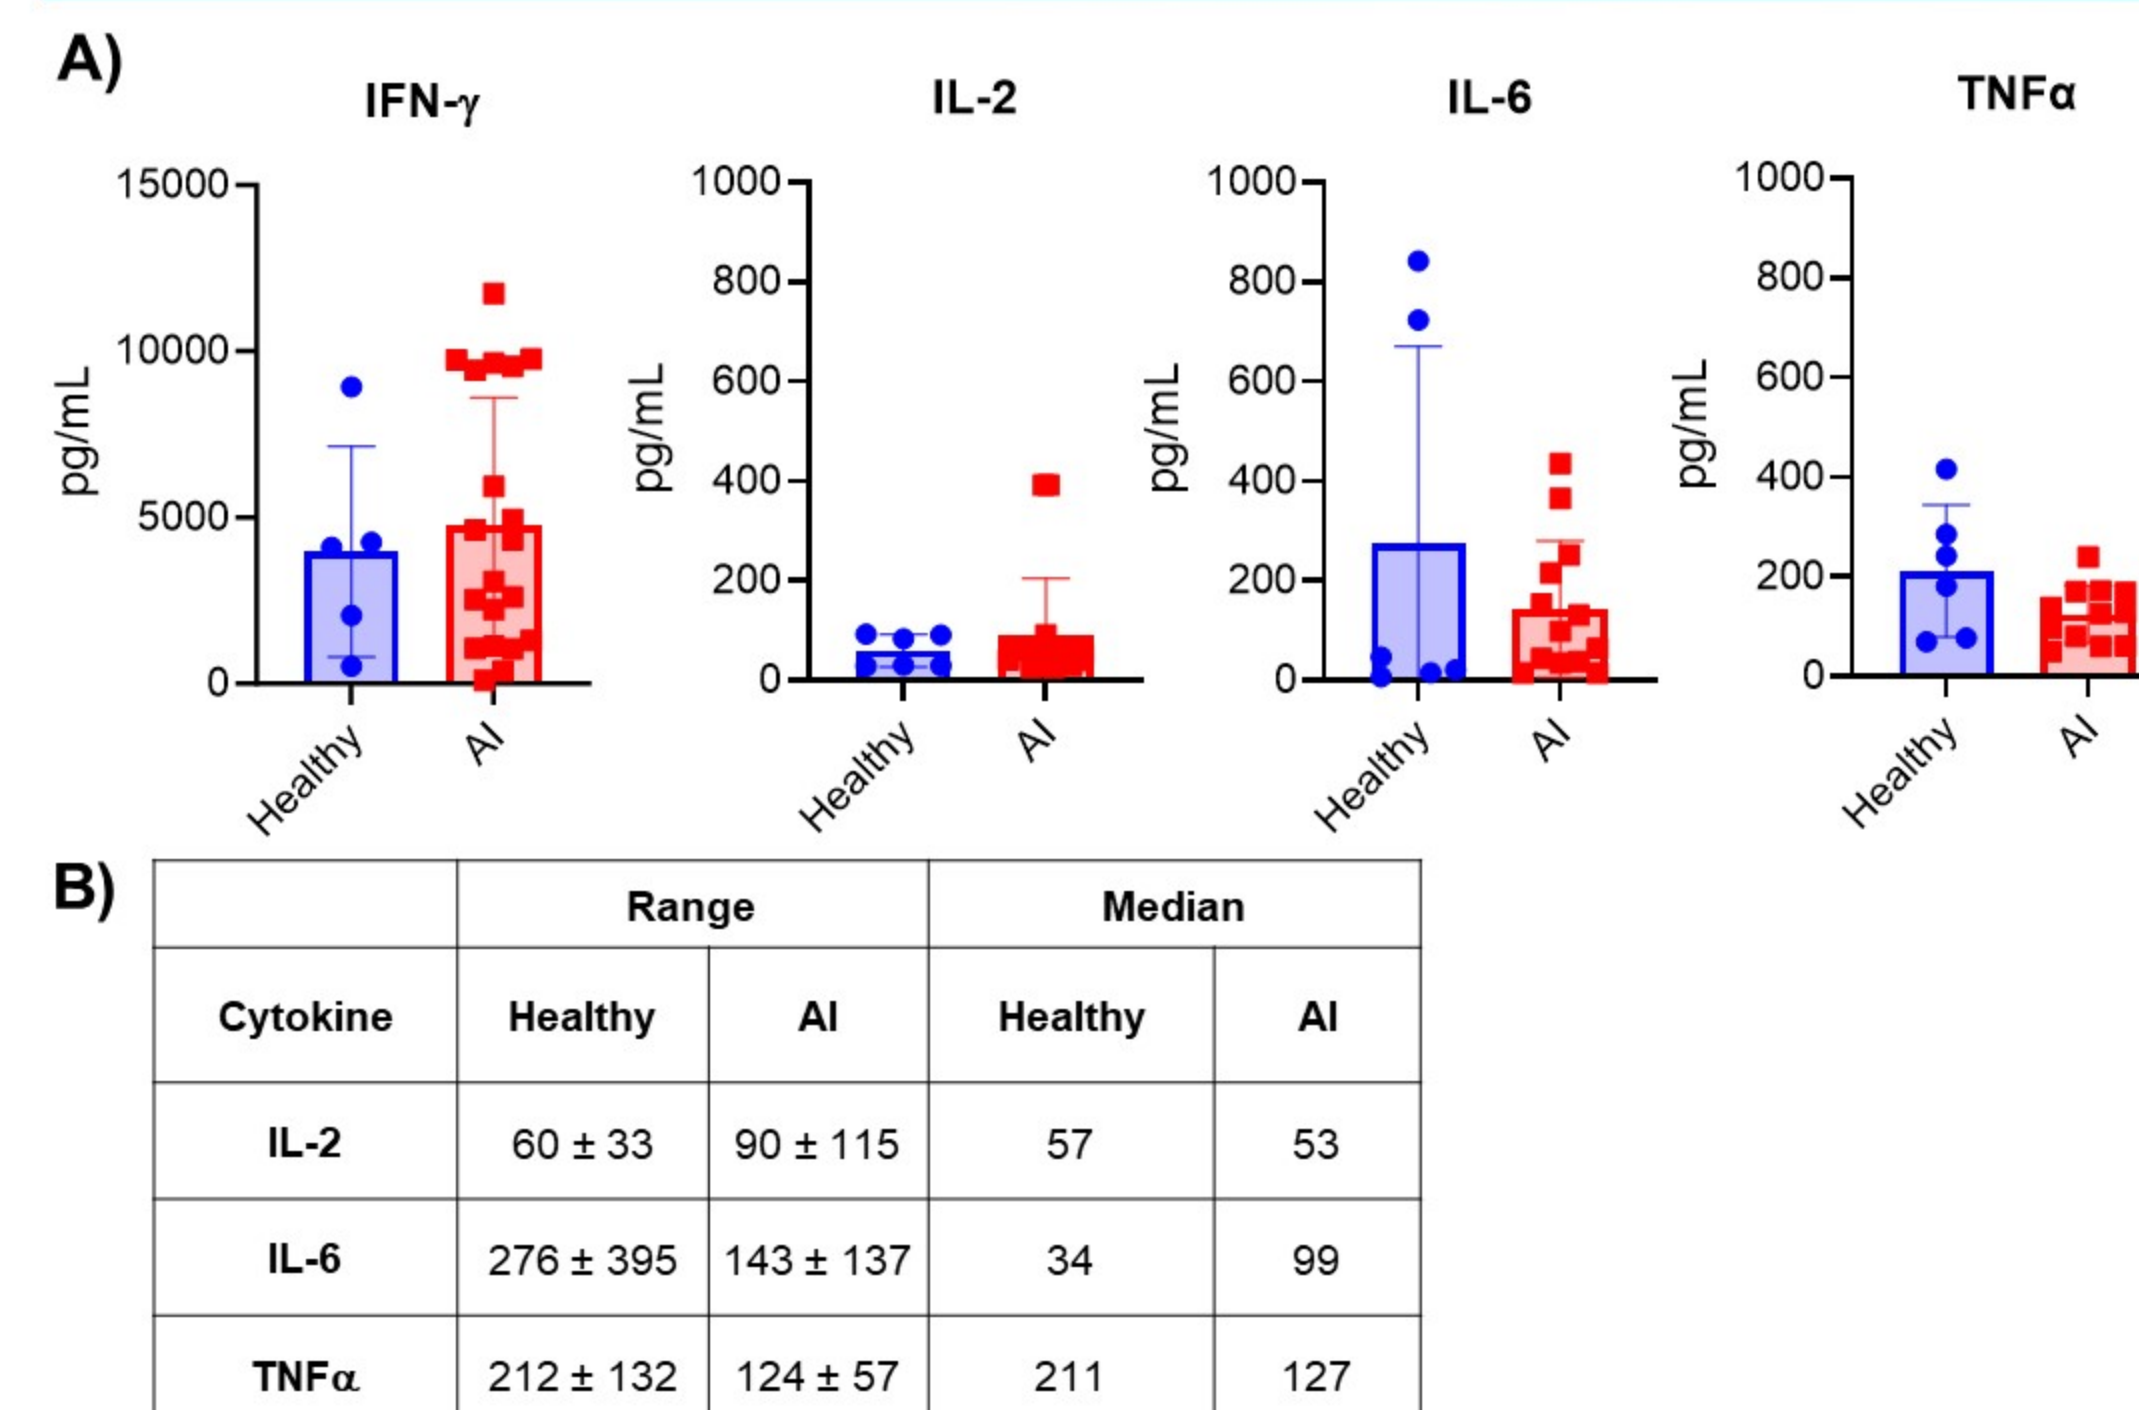 A)
IFN-γ
IL-2
IL-6
TNFα
15000
10000
5000
0
pg/mL
Healthy
AI
1000
800
600
400
200
0
pg/mL
Healthy
AI
1000
800
600
400
200
0
pg/mL
Healthy
AI
1000
800
600
400
200
0
pg/mL
Healthy
AI
B)
Range Median
Cytokine Healthy AI Healthy AI
IL-2 60 ± 33 90 ± 115 57 53
IL-6 276 ± 395 143 ± 137 34 99
TNFα 212 ± 132 124 ± 57 211 127